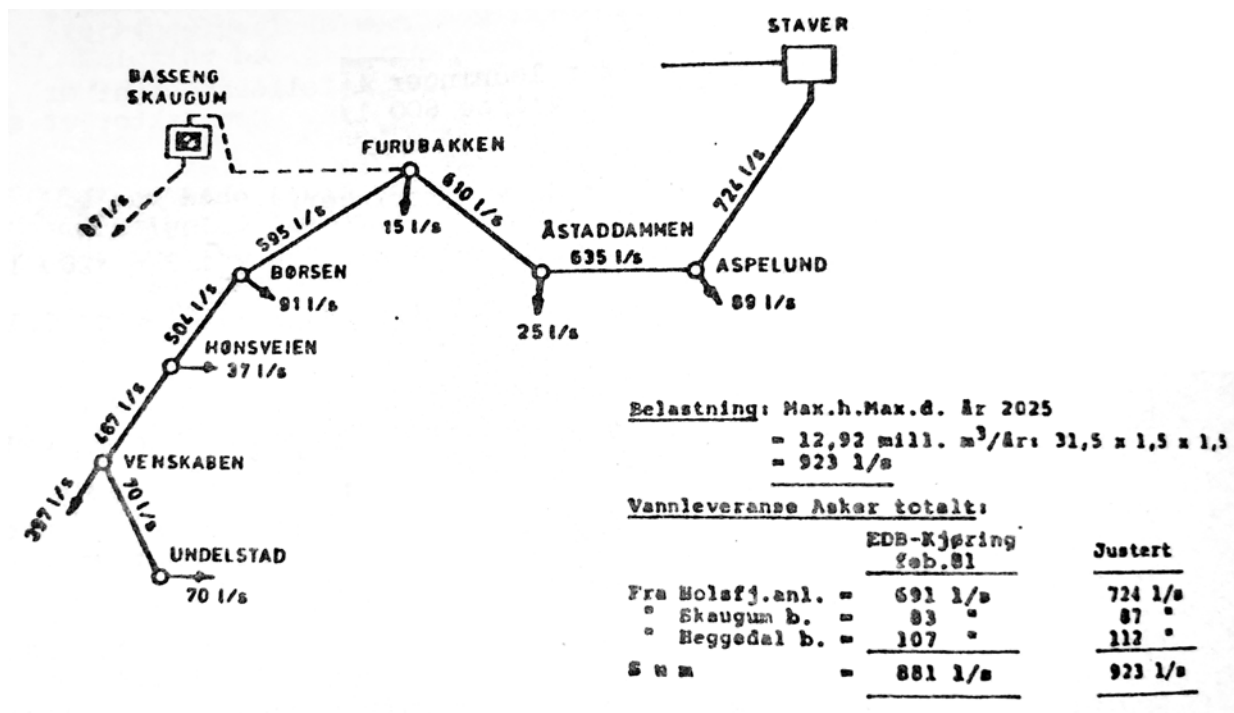 STAVER
BASSENG
SKAUGUM
FURUBAKKEN
87 l/s
595 l/s
15 l/s
610 l/s
ÅSTADDAMMEN
635 l/s
724 l/s
ASPELUND
89 l/s
25 l/s
BØRSEN
91 l/s
504 l/s
HØNSVEIEN
37 l/s
467 l/s
VENSKABEN
397 l/s
70 l/s
UNDELSTAD
70 l/s
Belastning: Max.h.Max.d. år 2025
= 12,92 mill. m³/år: 31,5 x 1,5 x 1,5
= 923 l/s
Vannleveranse Asker totalt:
EDB-Kjøring
feb.81
Justert
Fra Holsfj.anl. = 691 l/s 724 l/s
" Skaugum b. = 83 " 87 "
" Heggedal b. = 107 " 112 "
S u m = 881 l/s 923 l/s